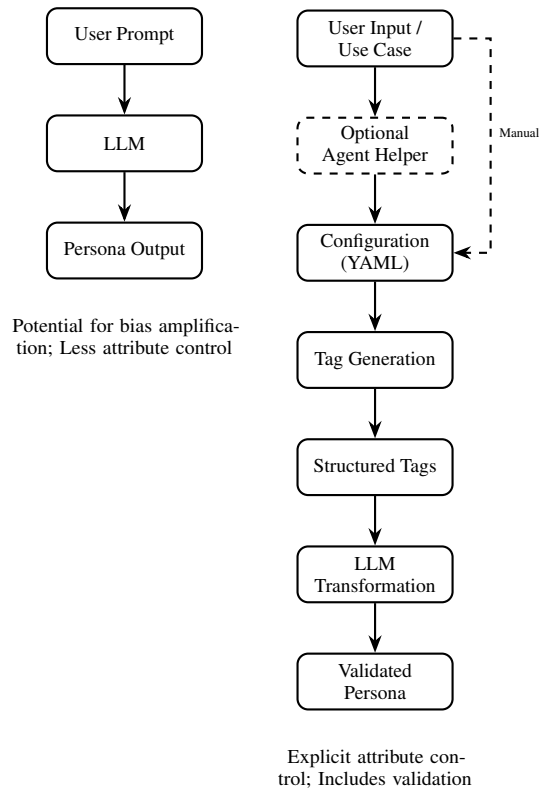 User Prompt
LLM
Persona Output
Potential for bias amplifica-
tion; Less attribute control
User Input /
Use Case
Optional
Agent Helper
Manual
Configuration
(YAML)
Tag Generation
Structured Tags
LLM
Transformation
Validated
Persona
Explicit attribute con-
trol; Includes validation